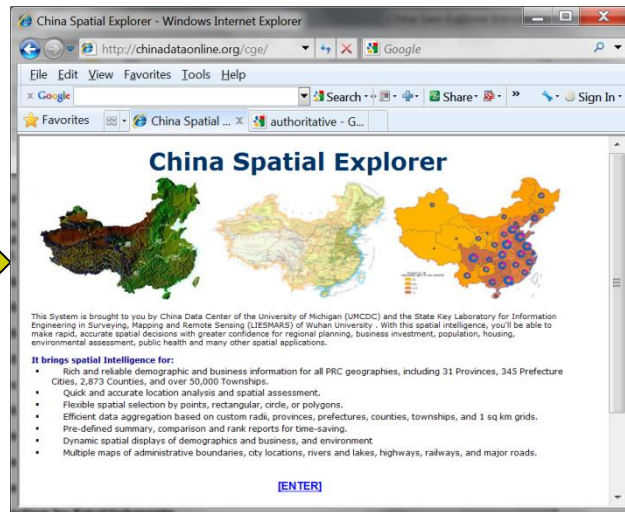 China Spatial Explorer - Windows Internet Explorer
http://chinadataonline.org/cge/
Google
File Edit View Favorites Tools Help
x Google Search Share » Sign In
Favorites China Spatial ... x authoritative - G...
China Spatial Explorer
This System is brought to you by China Data Center of the University of Michigan (UMCDC) and the State Key Laboratory for Information
Engineering in Surveying, Mapping and Remote Sensing (LIESMARS) of Wuhan University . With this spatial intelligence, you'll be able to
make rapid, accurate spatial decisions with greater confidence for regional planning, business investment, population, housing,
environmental assessment, public health and many other spatial applications.
It brings spatial Intelligence for:
• Rich and reliable demographic and business information for all PRC geographies, including 31 Provinces, 345 Prefecture
Cities, 2,873 Counties, and over 50,000 Townships.
• Quick and accurate location analysis and spatial assessment.
• Flexible spatial selection by points, rectangular, circle, or polygons.
• Efficient data aggregation based on custom radii, provinces, prefectures, counties, townships, and 1 sq km grids.
• Pre-defined summary, comparison and rank reports for time-saving.
• Dynamic spatial displays of demographics and business, and environment
• Multiple maps of administrative boundaries, city locations, rivers and lakes, highways, railways, and major roads.
[ENTER]